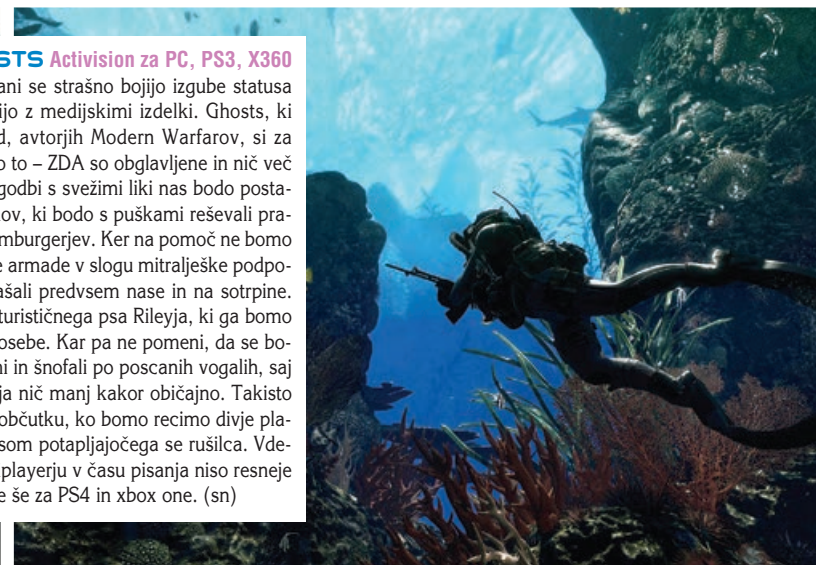 STS Activision za PC, PS3, X360
ani se strašno bojijo izgube statusa
ijo z medijskimi izdelki. Ghosts, ki
d, avtorjih Modern Warfarov, si za
o to – ZDA so obglavljene in nič več
godbi s svežimi liki nas bodo posta-
ov, ki bodo s puškami reševali pra-
mburgerjev. Ker na pomoč ne bomo
e armade v slogu mitralješke podpo-
ašali predvsem nase in na sotrpine.
turističnega psa Rileyja, ki ga bomo
osebe. Kar pa ne pomeni, da se bo-
ni in šnofali po poscanih vogalih, saj
ja nič manj kakor običajno. Takisto
občutku, ko bomo recimo divje pla-
som potapljajočega se rušilca. Vde-
playerju v času pisanja niso resneje
e še za PS4 in xbox one. (sn)